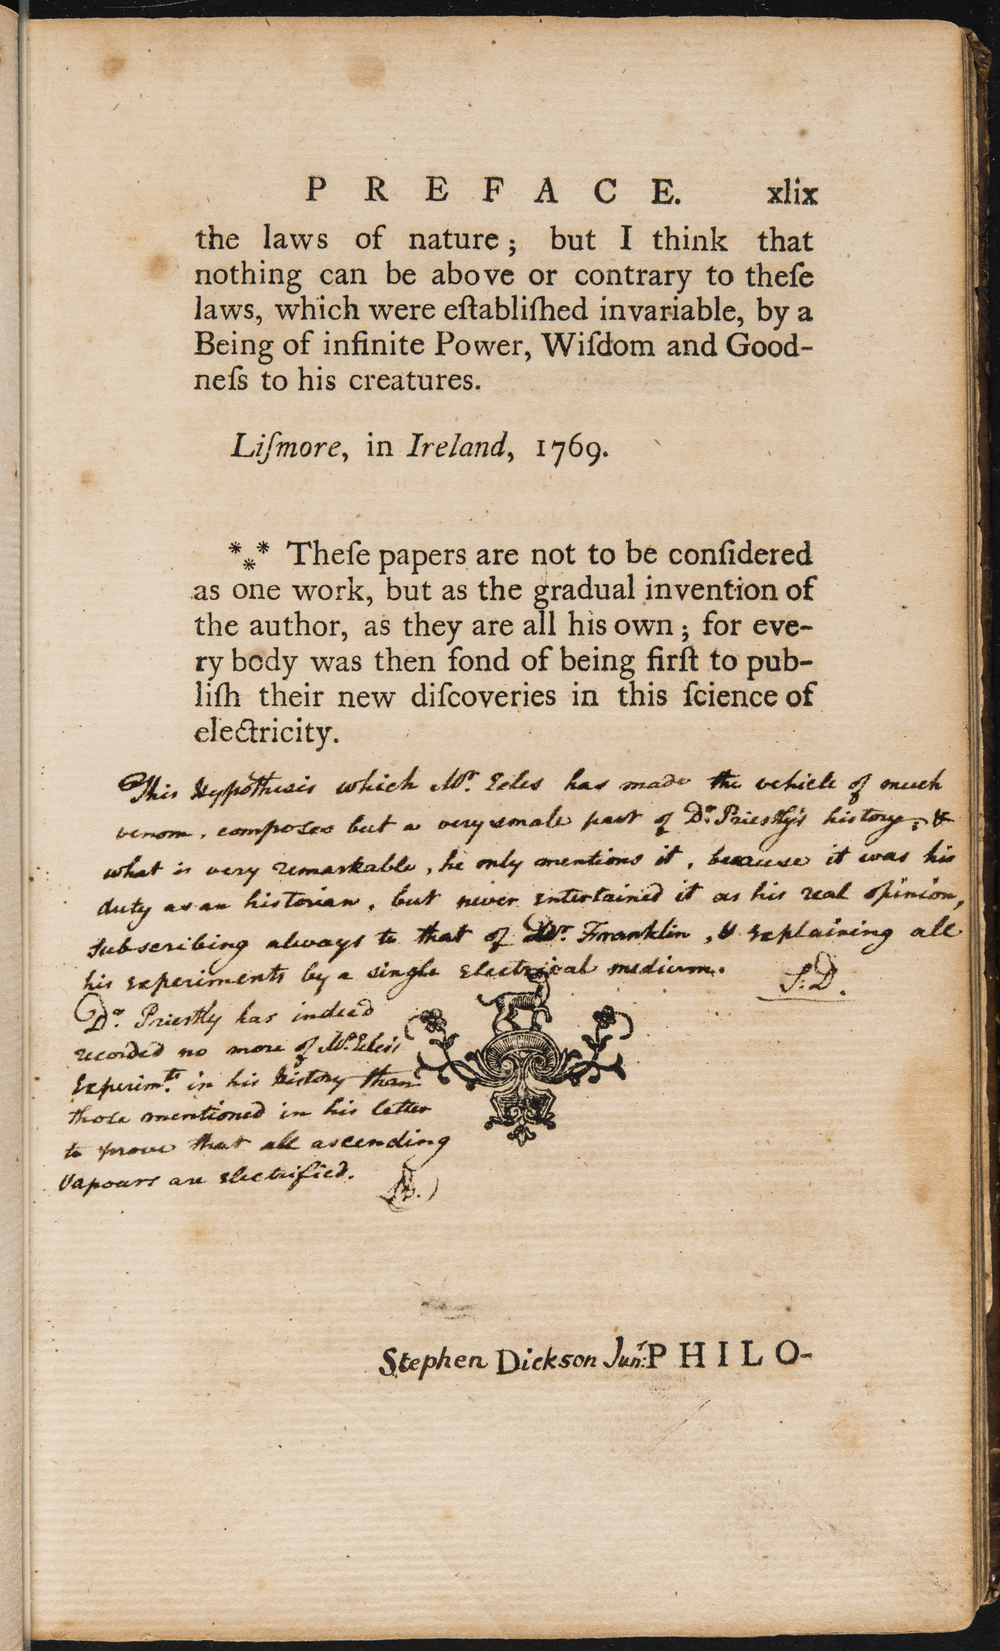 PREFACE. xlix
the laws of nature; but I think that
nothing can be above or contrary to theſe
laws, which were eſtabliſhed invariable, by a
Being of infinite Power, Wiſdom and Good-
neſs to his creatures.
Liſmore, in Ireland, 1769.
*⁎* Theſe papers are not to be conſidered
as one work, but as the gradual invention of
the author, as they are all his own; for eve-
ry body was then fond of being firſt to pub-
liſh their new diſcoveries in this ſcience of
electricity.
This Hypothesis which Mr. Eeles has made the vehicle of much
venom, composes but a very smale part of Dr. Priestly's history; &
what is very remarkable, he only mentions it, because it was his
duty as an historian, but never entertained it as his real opinion,
subscribing always to that of Dr. Franklin, & explaining all
his experiments by a single electrical medium. S.D.
Dr. Priestly has indeed
recorded no more of Mr. Eeles's
Experimts. in his History than
those mentioned in his letter
to prove that all ascending
Vapours are electrified.
Stephen Dickson Junr. PHILO-